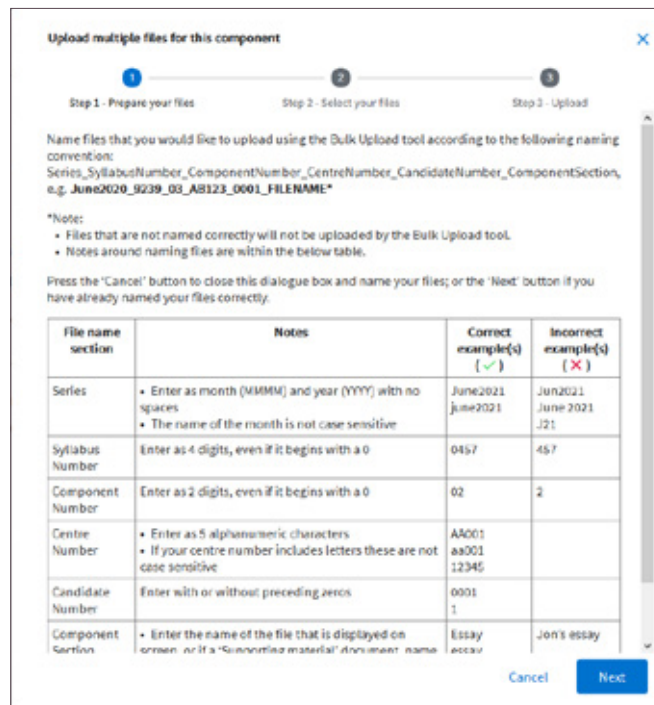 Upload multiple files for this component
1 2 3
Step 1 - Prepare your files Step 2 - Select your files Step 3 - Upload
Name files that you would like to upload using the Bulk Upload tool according to the following naming
convention:
Series_SyllabusNumber_ComponentNumber_CentreNumber_CandidateNumber_ComponentSection,
e.g. June2020_9239_03_AB123_0001_FILENAME*
*Note:
• Files that are not named correctly will not be uploaded by the Bulk Upload tool.
• Notes around naming files are within the below table.
Press the 'Cancel' button to close this dialogue box and name your files; or the 'Next' button if you
have already named your files correctly.
File name Notes Correct Incorrect
section example(s) example(s)
(✓) (✗)
Series • Enter as month (MMMM) and year (YYYY) with no June2021 Jun2021
spaces june2021 June 2021
• The name of the month is not case sensitive J21
Syllabus Enter as 4 digits, even if it begins with a 0 0457 457
Number
Component Enter as 2 digits, even if it begins with a 0 02 2
Number
Centre • Enter as 5 alphanumeric characters AA001
Number • If your centre number includes letters these are not aa001
case sensitive 12345
Candidate Enter with or without preceding zeros 0001
Number 1
Component • Enter the name of the file that is displayed on Essay Jon's essay
Section screen, or if a 'Supporting material' document, name essay
Cancel Next